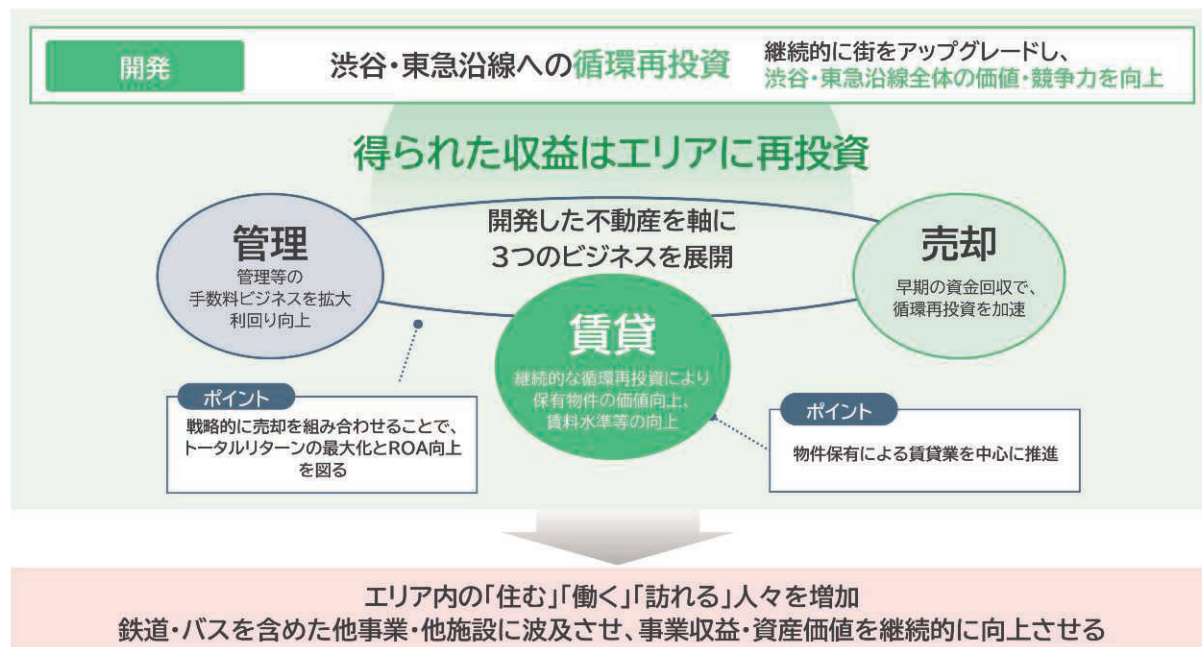 開発
渋谷・東急沿線への循環再投資
継続的に街をアップグレードし、
渋谷・東急沿線全体の価値・競争力を向上
得られた収益はエリアに再投資
開発した不動産を軸に
3つのビジネスを展開
管理
管理等の
手数料ビジネスを拡大
利回り向上
売却
早期の資金回収で、
循環再投資を加速
賃貸
継続的な循環再投資により
保有物件の価値向上、
賃料水準等の向上
ポイント
戦略的に売却を組み合わせることで、
トータルリターンの最大化とROA向上
を図る
ポイント
物件保有による賃貸業を中心に推進
エリア内の「住む」「働く」「訪れる」人々を増加
鉄道・バスを含めた他事業・他施設に波及させ、事業収益・資産価値を継続的に向上させる